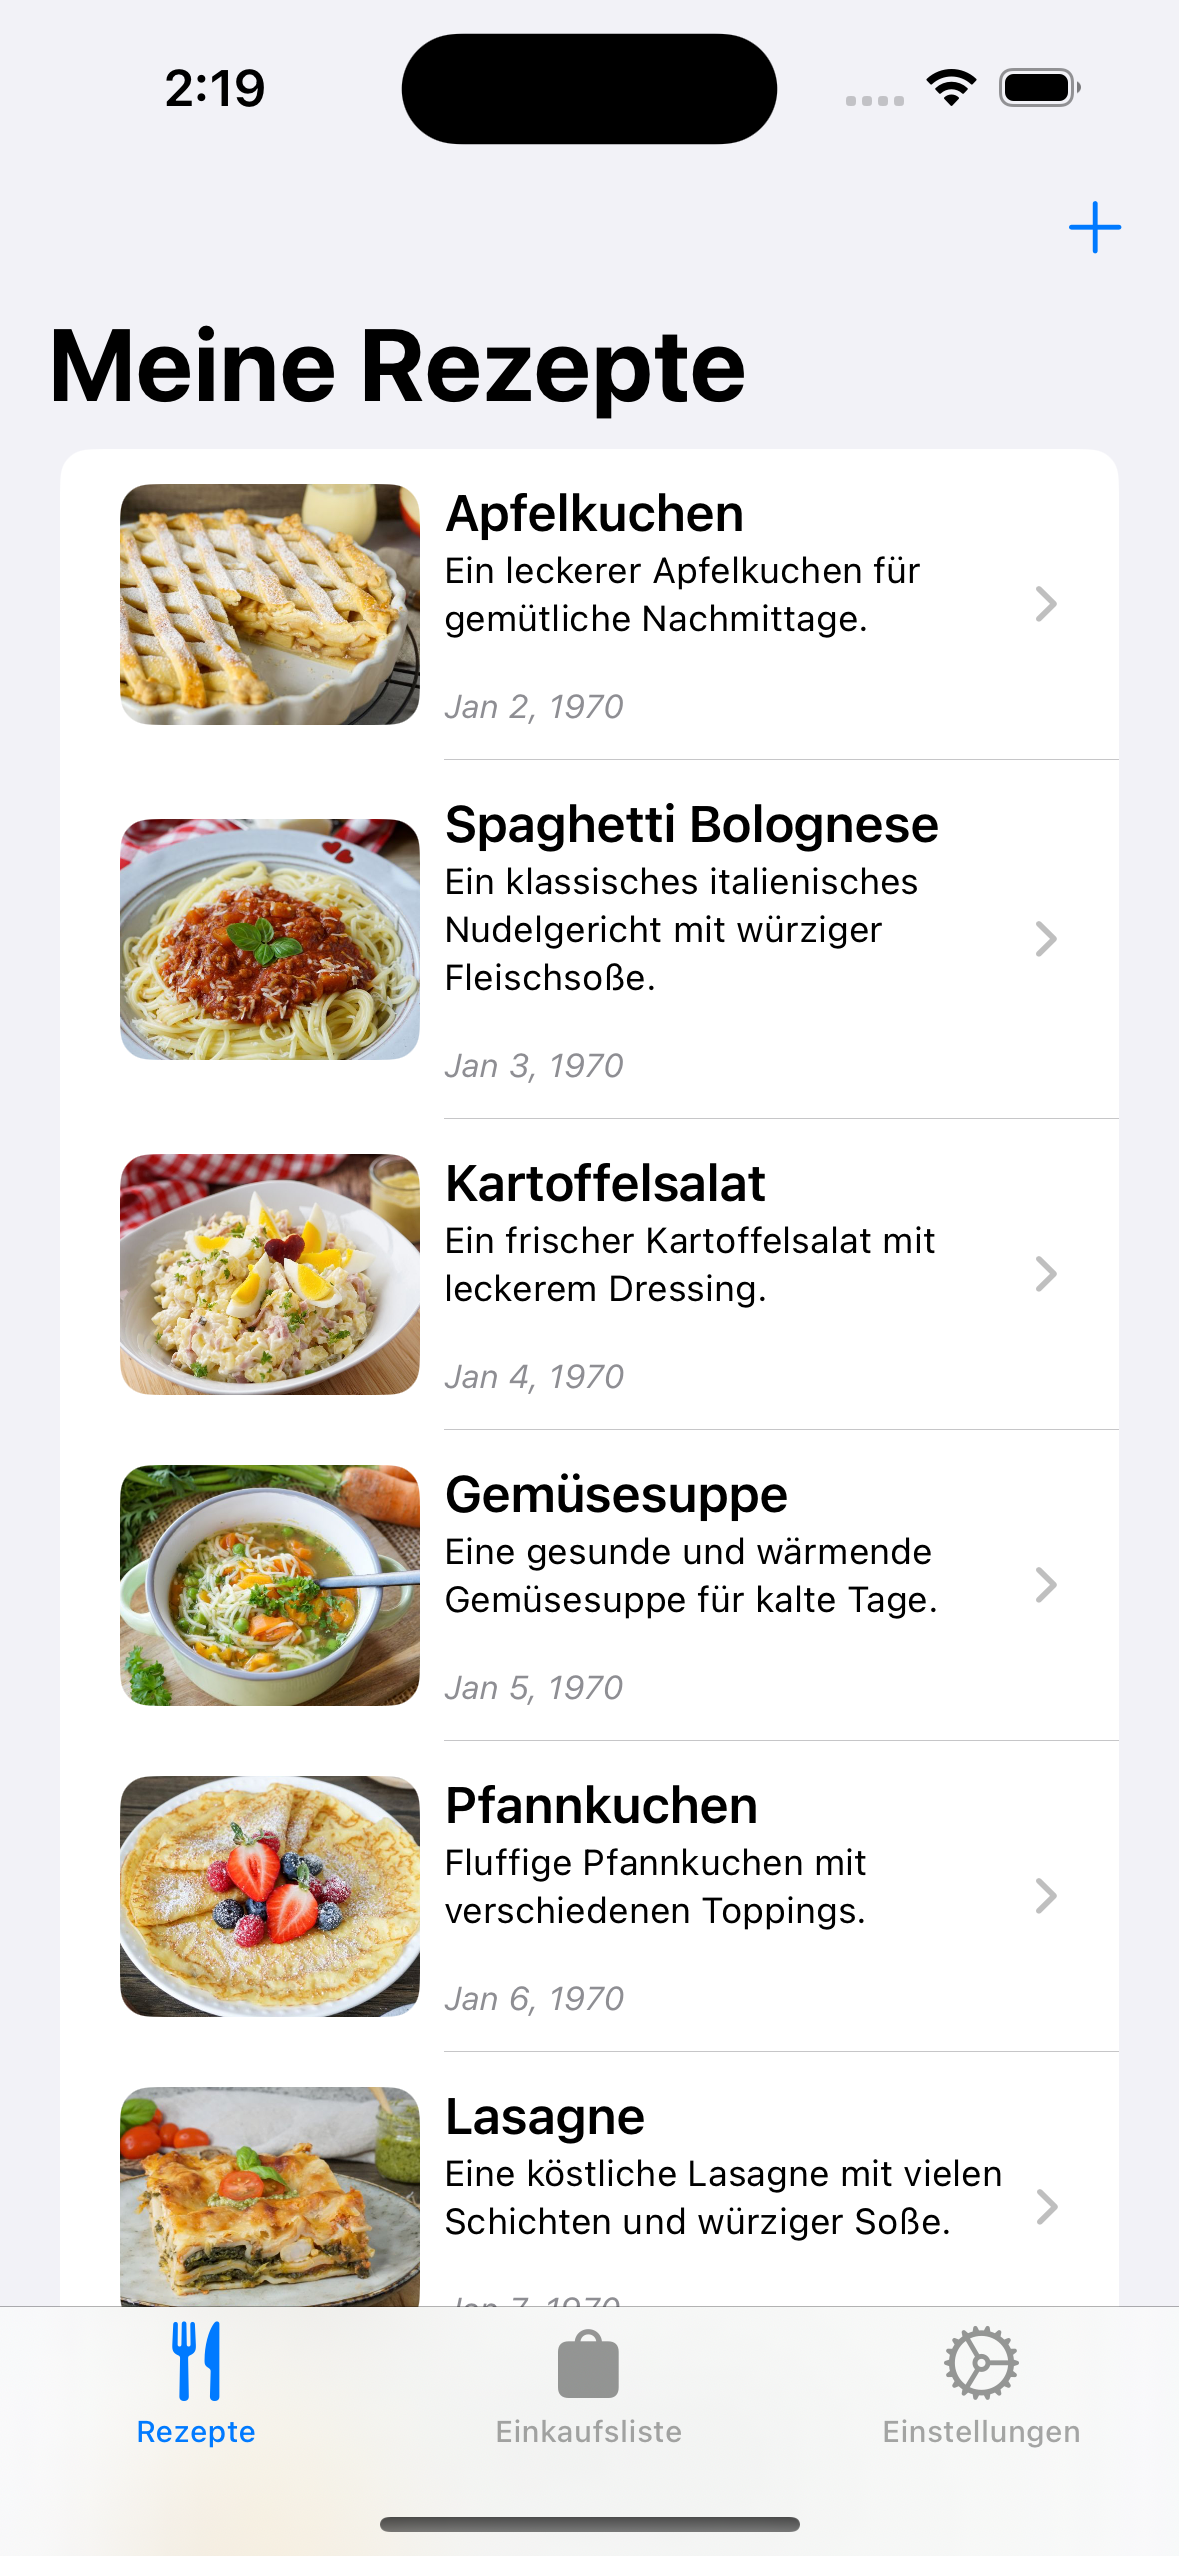 2:19
Meine Rezepte
Apfelkuchen
Ein leckerer Apfelkuchen für
gemütliche Nachmittage.
Jan 2, 1970
Spaghetti Bolognese
Ein klassisches italienisches
Nudelgericht mit würziger
Fleischsoße.
Jan 3, 1970
Kartoffelsalat
Ein frischer Kartoffelsalat mit
leckerem Dressing.
Jan 4, 1970
Gemüsesuppe
Eine gesunde und wärmende
Gemüsesuppe für kalte Tage.
Jan 5, 1970
Pfannkuchen
Fluffige Pfannkuchen mit
verschiedenen Toppings.
Jan 6, 1970
Lasagne
Eine köstliche Lasagne mit vielen
Schichten und würziger Soße.
Jan 7, 1970
Rezepte
Einkaufsliste
Einstellungen